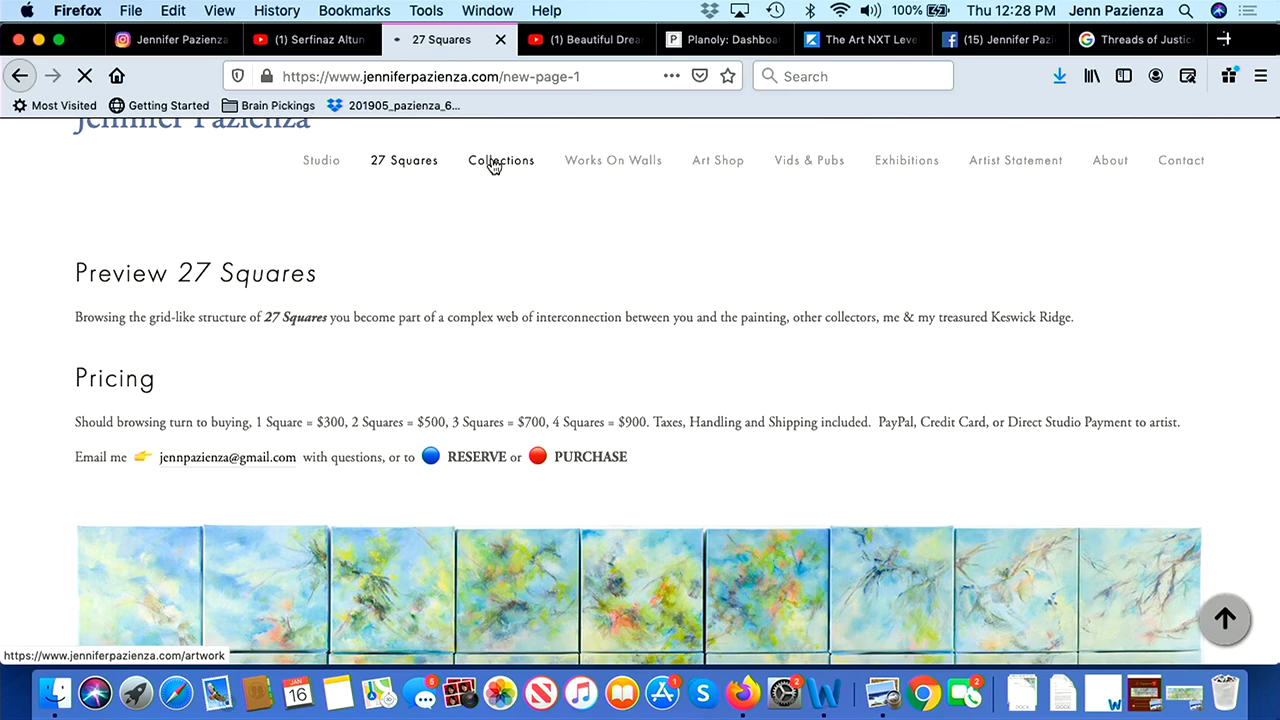 Firefox File Edit View History Bookmarks Tools Window Help 100% Thu 12:28 PM Jenn Pazienza
Jennifer Pazienza (1) Serfinaz Altun 27 Squares (1) Beautiful Drea Planoly: Dashboa The Art NXT Leve (15) Jennifer Pazi Threads of Justic
https://www.jenniferpazienza.com/new-page-1 Search
Most Visited Getting Started Brain Pickings 201905_pazienza_6...
Jennifer Pazienza
Studio 27 Squares Collections Works On Walls Art Shop Vids & Pubs Exhibitions Artist Statement About Contact
Preview 27 Squares
Browsing the grid-like structure of 27 Squares you become part of a complex web of interconnection between you and the painting, other collectors, me & my treasured Keswick Ridge.
Pricing
Should browsing turn to buying, 1 Square = $300, 2 Squares = $500, 3 Squares = $700, 4 Squares = $900. Taxes, Handling and Shipping included. PayPal, Credit Card, or Direct Studio Payment to artist.
Email me jennpazienza@gmail.com with questions, or to RESERVE or PURCHASE
https://www.jenniferpazienza.com/artwork
JAN 16 5 1 2 2